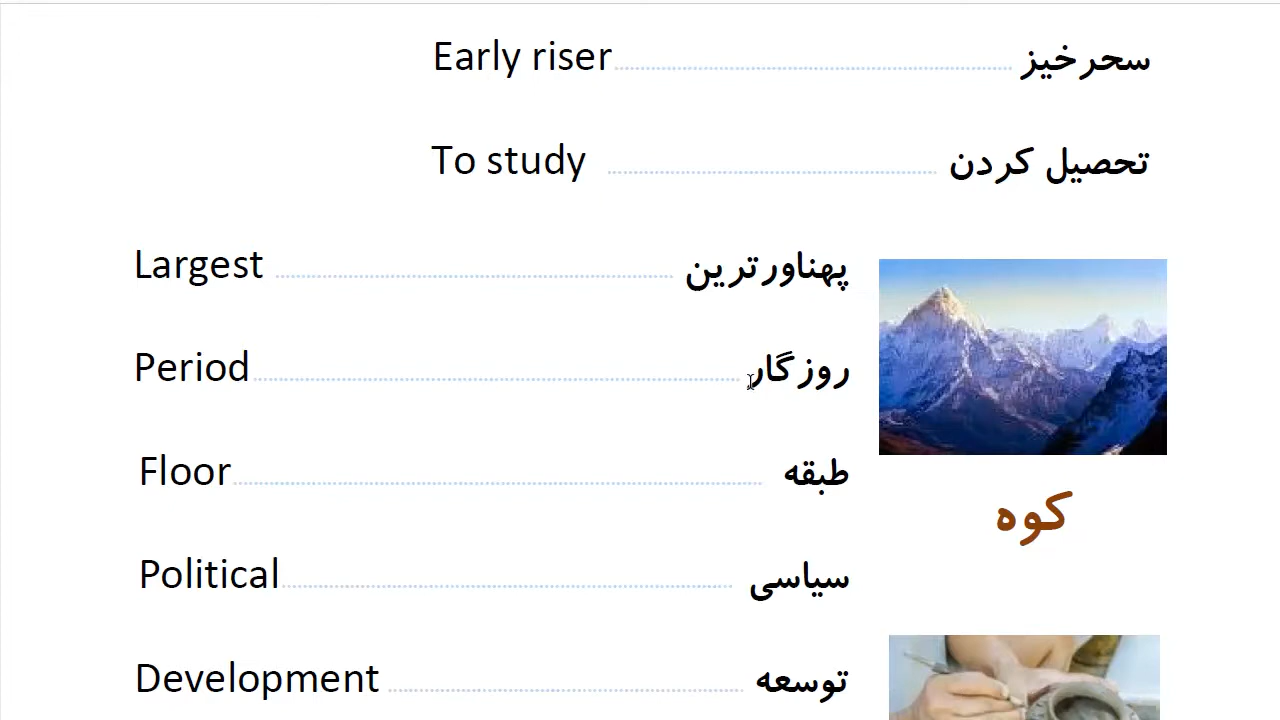 Early riser سحرخیز
To study تحصیل کردن
Largest پهناورترین
Period روزگار
Floor طبقه
کوه
Political سیاسی
Development توسعه